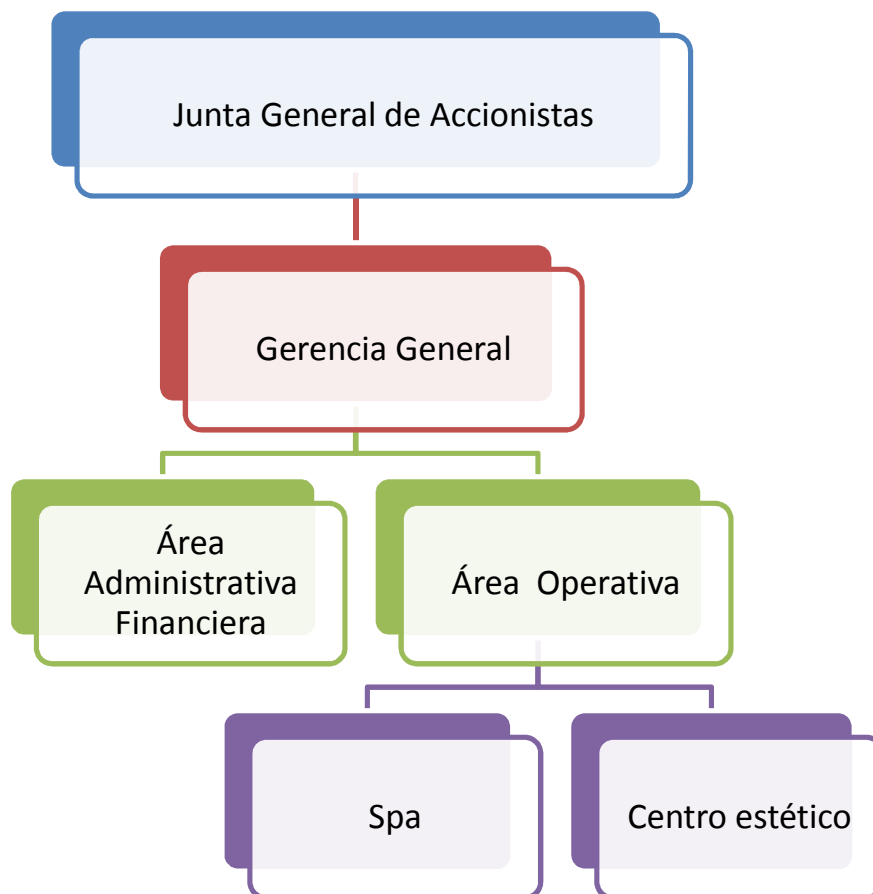 Junta General de Accionistas
Gerencia General
Área
Administrativa
Financiera
Área  Operativa
Spa
Centro estético